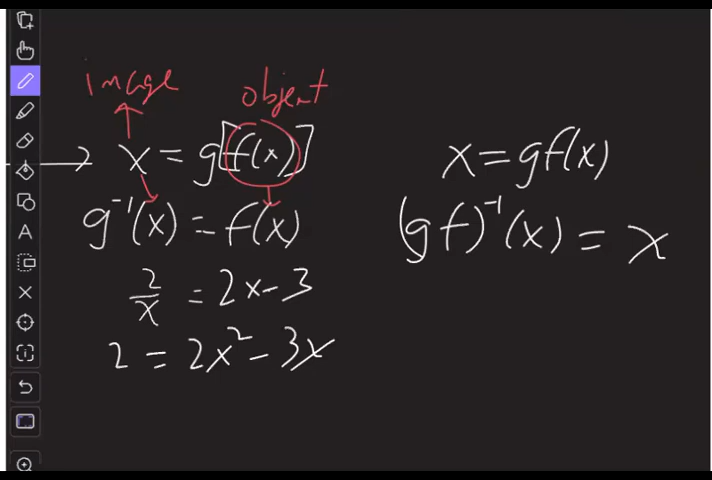 image
object
x = g[f(x)]
g⁻¹(x) = f(x)
2/x = 2x - 3
2 = 2x² - 3x
x = gf(x)
(gf)⁻¹(x) = x